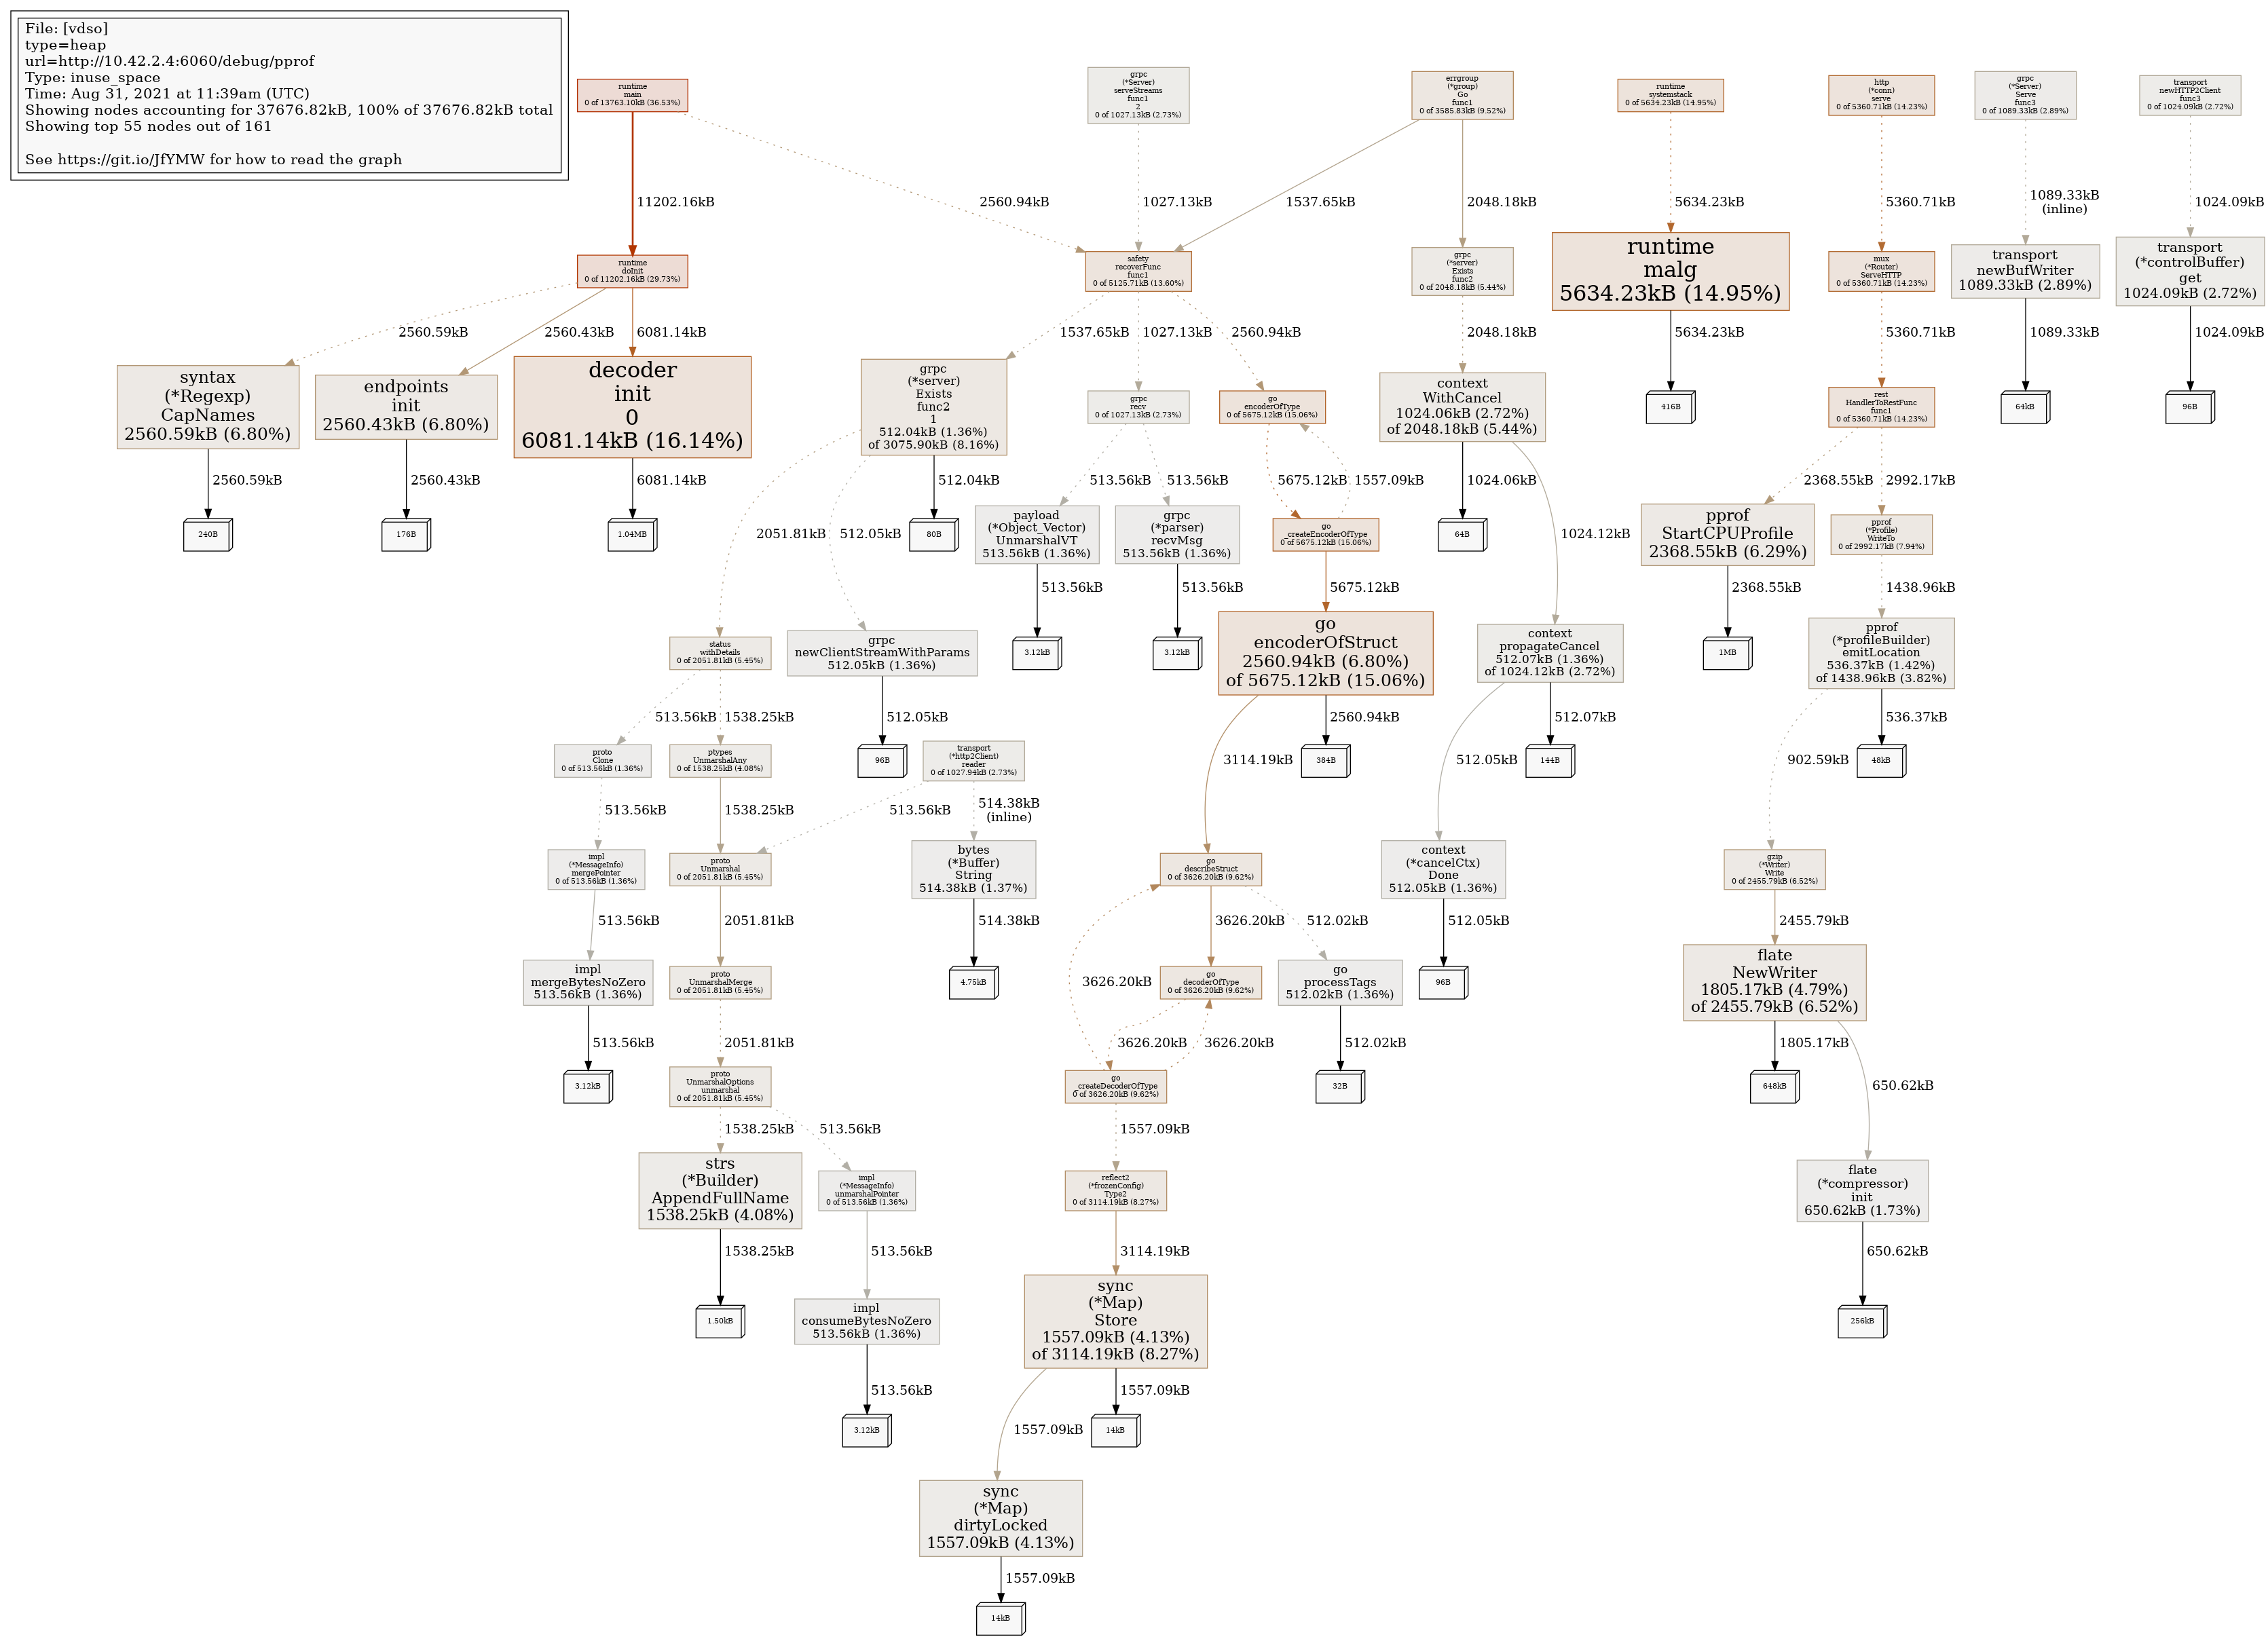 File: [vdso]
type=heap
url=http://10.42.2.4:6060/debug/pprof
Type: inuse_space
Time: Aug 31, 2021 at 11:39am (UTC)
Showing nodes accounting for 37676.82kB, 100% of 37676.82kB total
Showing top 55 nodes out of 161
See https://git.io/JfYMW for how to read the graph
runtime
main
0 of 13763.10kB (36.53%)
grpc
(*Server)
serveStreams
func1
2
0 of 1027.13kB (2.73%)
errgroup
(*group)
Go
func1
0 of 3585.83kB (9.52%)
runtime
systemstack
0 of 5634.23kB (14.95%)
http
(*conn)
serve
0 of 5360.71kB (14.23%)
grpc
(*Server)
Serve
func3
0 of 1089.33kB (2.89%)
transport
newHTTP2Client
func3
0 of 1024.09kB (2.72%)
11202.16kB
2560.94kB
1027.13kB
1537.65kB
2048.18kB
5634.23kB
5360.71kB
1089.33kB
(inline)
1024.09kB
runtime
doInit
0 of 11202.16kB (29.73%)
safety
recoverFunc
func1
0 of 5125.71kB (13.60%)
grpc
(*server)
Exists
func2
0 of 2048.18kB (5.44%)
runtime
malg
5634.23kB (14.95%)
mux
(*Router)
ServeHTTP
0 of 5360.71kB (14.23%)
transport
newBufWriter
1089.33kB (2.89%)
transport
(*controlBuffer)
get
1024.09kB (2.72%)
2560.59kB
2560.43kB
6081.14kB
1537.65kB
1027.13kB
2560.94kB
2048.18kB
5634.23kB
5360.71kB
1089.33kB
1024.09kB
syntax
(*Regexp)
CapNames
2560.59kB (6.80%)
endpoints
init
2560.43kB (6.80%)
decoder
init
0
6081.14kB (16.14%)
grpc
(*server)
Exists
func2
1
512.04kB (1.36%)
of 3075.90kB (8.16%)
grpc
recv
0 of 1027.13kB (2.73%)
go
encoderOfType
0 of 5675.12kB (15.06%)
context
WithCancel
1024.06kB (2.72%)
of 2048.18kB (5.44%)
416B
rest
HandlerToRestFunc
func1
0 of 5360.71kB (14.23%)
64kB
96B
2560.59kB
2560.43kB
6081.14kB
2051.81kB
512.05kB
512.04kB
513.56kB
513.56kB
5675.12kB
1557.09kB
1024.06kB
1024.12kB
2368.55kB
2992.17kB
240B
176B
1.04MB
80B
payload
(*Object_Vector)
UnmarshalVT
513.56kB (1.36%)
grpc
(*parser)
recvMsg
513.56kB (1.36%)
go
_createEncoderOfType
0 of 5675.12kB (15.06%)
64B
pprof
StartCPUProfile
2368.55kB (6.29%)
pprof
(*Profile)
WriteTo
0 of 2992.17kB (7.94%)
513.56kB
513.56kB
5675.12kB
2368.55kB
1438.96kB
status
withDetails
0 of 2051.81kB (5.45%)
grpc
newClientStreamWithParams
512.05kB (1.36%)
3.12kB
3.12kB
go
encoderOfStruct
2560.94kB (6.80%)
of 5675.12kB (15.06%)
context
propagateCancel
512.07kB (1.36%)
of 1024.12kB (2.72%)
1MB
pprof
(*profileBuilder)
emitLocation
536.37kB (1.42%)
of 1438.96kB (3.82%)
513.56kB
1538.25kB
512.05kB
3114.19kB
2560.94kB
512.05kB
512.07kB
902.59kB
536.37kB
proto
Clone
0 of 513.56kB (1.36%)
ptypes
UnmarshalAny
0 of 1538.25kB (4.08%)
96B
transport
(*http2Client)
reader
0 of 1027.94kB (2.73%)
384B
144B
48kB
513.56kB
1538.25kB
513.56kB
514.38kB
(inline)
impl
(*MessageInfo)
mergePointer
0 of 513.56kB (1.36%)
proto
Unmarshal
0 of 2051.81kB (5.45%)
bytes
(*Buffer)
String
514.38kB (1.37%)
go
describeStruct
0 of 3626.20kB (9.62%)
context
(*cancelCtx)
Done
512.05kB (1.36%)
gzip
(*Writer)
Write
0 of 2455.79kB (6.52%)
513.56kB
2051.81kB
514.38kB
3626.20kB
3626.20kB
512.02kB
512.05kB
2455.79kB
impl
mergeBytesNoZero
513.56kB (1.36%)
proto
UnmarshalMerge
0 of 2051.81kB (5.45%)
4.75kB
go
decoderOfType
0 of 3626.20kB (9.62%)
go
processTags
512.02kB (1.36%)
96B
flate
NewWriter
1805.17kB (4.79%)
of 2455.79kB (6.52%)
513.56kB
2051.81kB
3626.20kB
3626.20kB
512.02kB
1805.17kB
650.62kB
3.12kB
proto
UnmarshalOptions
unmarshal
0 of 2051.81kB (5.45%)
go
_createDecoderOfType
0 of 3626.20kB (9.62%)
32B
648kB
1538.25kB
513.56kB
1557.09kB
strs
(*Builder)
AppendFullName
1538.25kB (4.08%)
impl
(*MessageInfo)
unmarshalPointer
0 of 513.56kB (1.36%)
reflect2
(*frozenConfig)
Type2
0 of 3114.19kB (8.27%)
flate
(*compressor)
init
650.62kB (1.73%)
1538.25kB
513.56kB
3114.19kB
650.62kB
1.50kB
impl
consumeBytesNoZero
513.56kB (1.36%)
sync
(*Map)
Store
1557.09kB (4.13%)
of 3114.19kB (8.27%)
256kB
513.56kB
1557.09kB
1557.09kB
3.12kB
14kB
sync
(*Map)
dirtyLocked
1557.09kB (4.13%)
1557.09kB
14kB